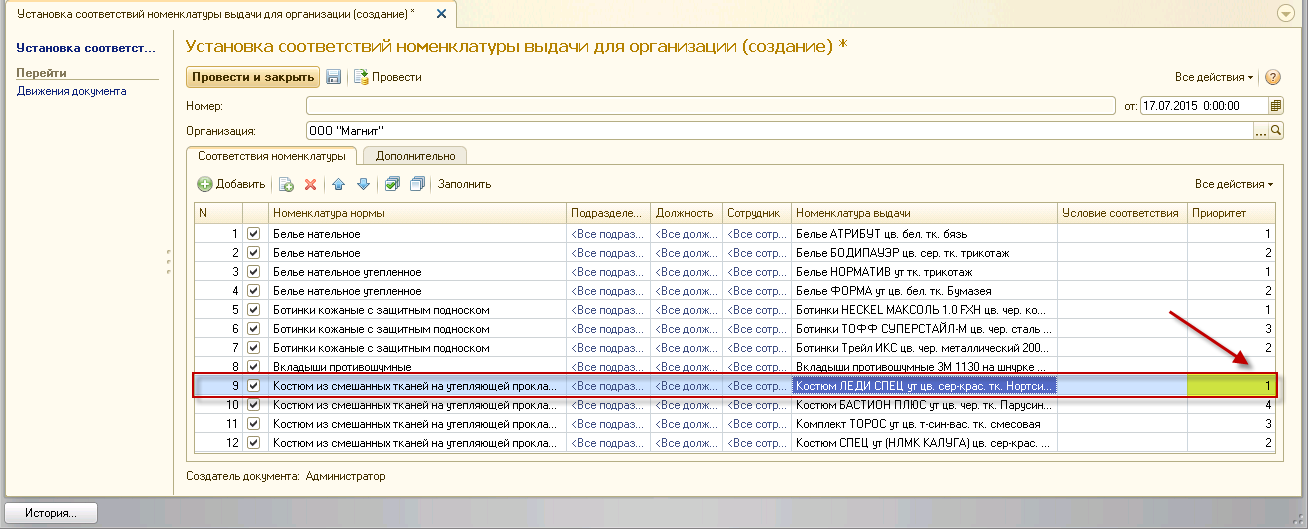 Установка соответствий номенклатуры выдачи для организации (создание) *
Установка соответст...
Перейти
Движения документа
Установка соответствий номенклатуры выдачи для организации (создание) *
Провести и закрыть Провести Все действия
Номер: от: 17.07.2015 0:00:00
Организация: ООО "Магнит"
Соответствия номенклатуры Дополнительно
Добавить Заполнить Все действия
N Номенклатура нормы Подразделе... Должность Сотрудник Номенклатура выдачи Условие соответствия Приоритет
1 Белье нательное <Все подраз... <Все долж... <Все сотр... Белье АТРИБУТ цв. бел. тк. бязь 1
2 Белье нательное <Все подраз... <Все долж... <Все сотр... Белье БОДИПАУЭР цв. сер. тк. трикотаж 2
3 Белье нательное утепленное <Все подраз... <Все долж... <Все сотр... Белье НОРМАТИВ ут тк. трикотаж 1
4 Белье нательное утепленное <Все подраз... <Все долж... <Все сотр... Белье ФОРМА ут цв. бел. тк. Бумазея 2
5 Ботинки кожаные с защитным подноском <Все подраз... <Все долж... <Все сотр... Ботинки HECKEL МАКСОЛЬ 1.0 FXH цв. чер. ко... 1
6 Ботинки кожаные с защитным подноском <Все подраз... <Все долж... <Все сотр... Ботинки ТОФФ СУПЕРСТАЙЛ-М цв. чер. сталь ... 3
7 Ботинки кожаные с защитным подноском <Все подраз... <Все долж... <Все сотр... Ботинки Трейл ИКС цв. чер. металлический 200... 2
8 Вкладыши противошумные <Все подраз... <Все долж... <Все сотр... Вкладыши противошумные 3М 1130 на шнурке ...
9 Костюм из смешанных тканей на утепляющей прокла... <Все подраз... <Все долж... <Все сотр... Костюм ЛЕДИ СПЕЦ ут цв. сер-крас. тк. Нортси... 1
10 Костюм из смешанных тканей на утепляющей прокла... <Все подраз... <Все долж... <Все сотр... Костюм БАСТИОН ПЛЮС ут цв. чер. тк. Парусин... 4
11 Костюм из смешанных тканей на утепляющей прокла... <Все подраз... <Все долж... <Все сотр... Комплект ТОРОС ут цв. т-син-вас. тк. смесовая 3
12 Костюм из смешанных тканей на утепляющей прокла... <Все подраз... <Все долж... <Все сотр... Костюм СПЕЦ ут (НЛМК КАЛУГА) цв. сер-крас. ... 2
Создатель документа: Администратор
История...